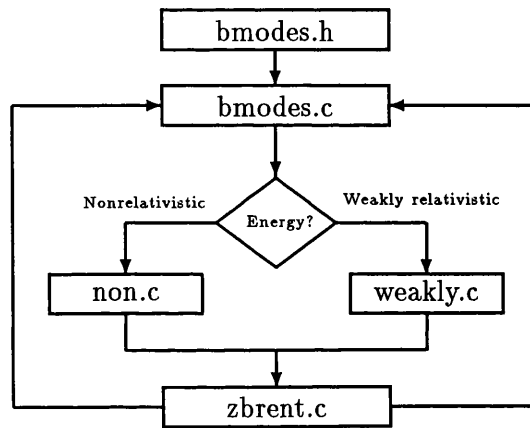 bmodes.h
bmodes.c
Nonrelativistic
Weakly relativistic
Energy?
non.c
weakly.c
zbrent.c